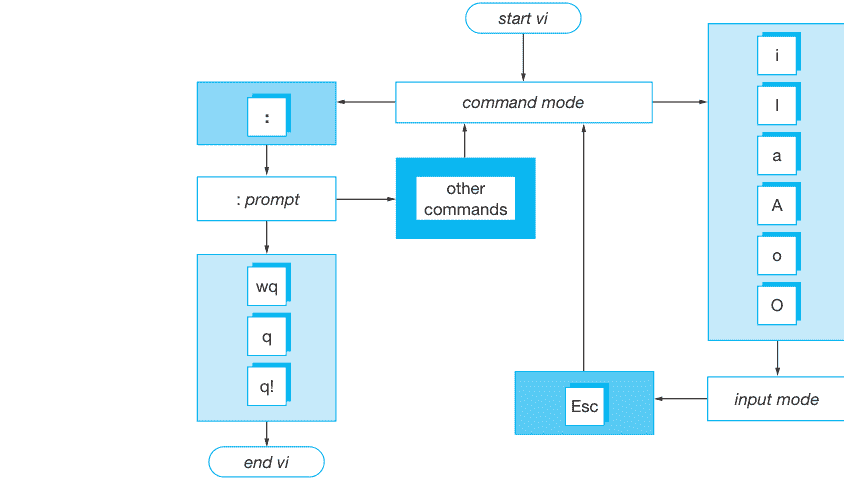 start vi
command mode
:
: prompt
other
commands
wq
q
q!
end vi
i
I
a
A
o
O
input mode
Esc